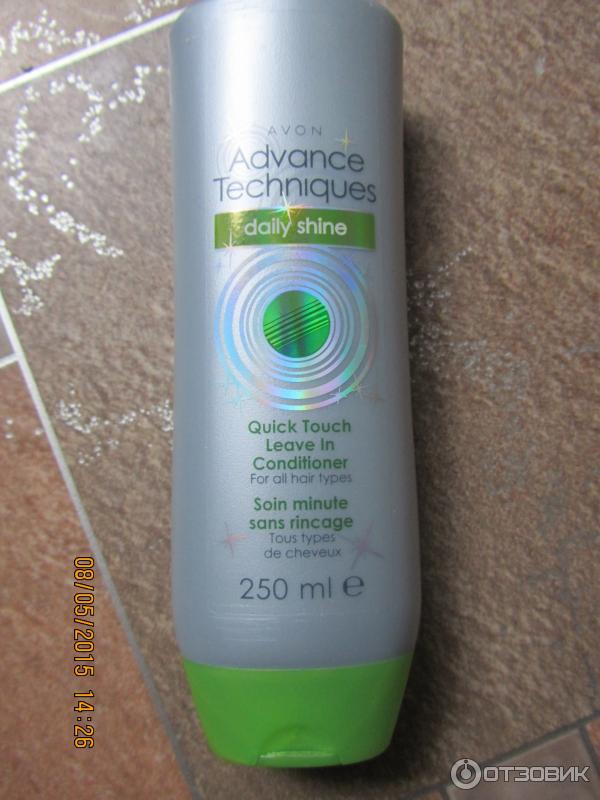 AVON
Advance
Techniques
daily shine
Quick Touch
Leave In
Conditioner
For all hair types
Soin minute
sans rincage
Tous types
de cheveux
250 ml e
08/05/2015 14:26
ОТЗОВИК